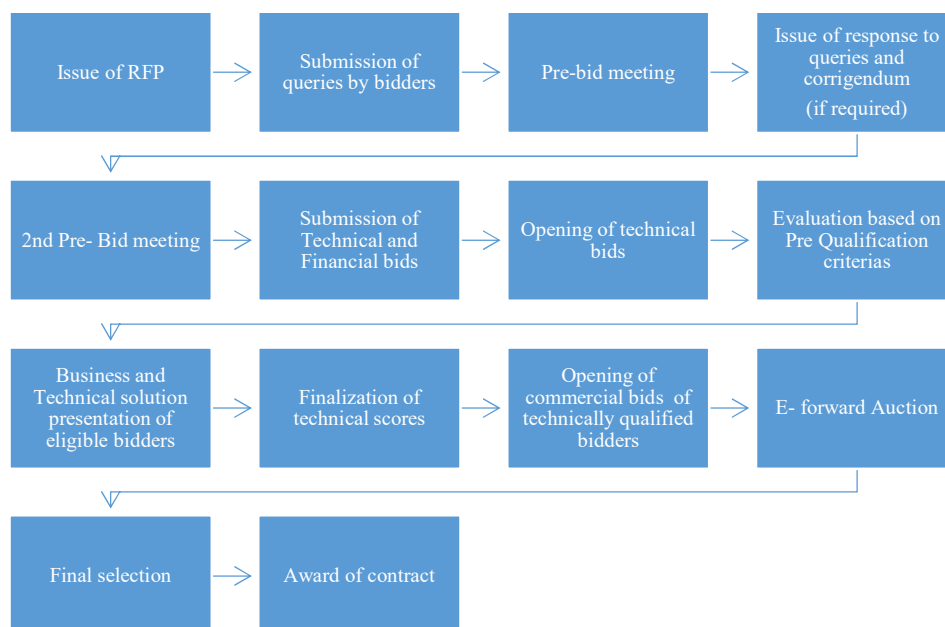 Issue of RFP
Submission of
queries by bidders
Pre-bid meeting
Issue of response to
queries and
corrigendum
(if required)
2nd Pre- Bid meeting
Submission of
Technical and
Financial bids
Opening of technical
bids
Evaluation based on
Pre Qualification
criterias
Business and
Technical solution
presentation of
eligible bidders
Finalization of
technical scores
Opening of
commercial bids of
technically qualified
bidders
E- forward Auction
Final selection
Award of contract